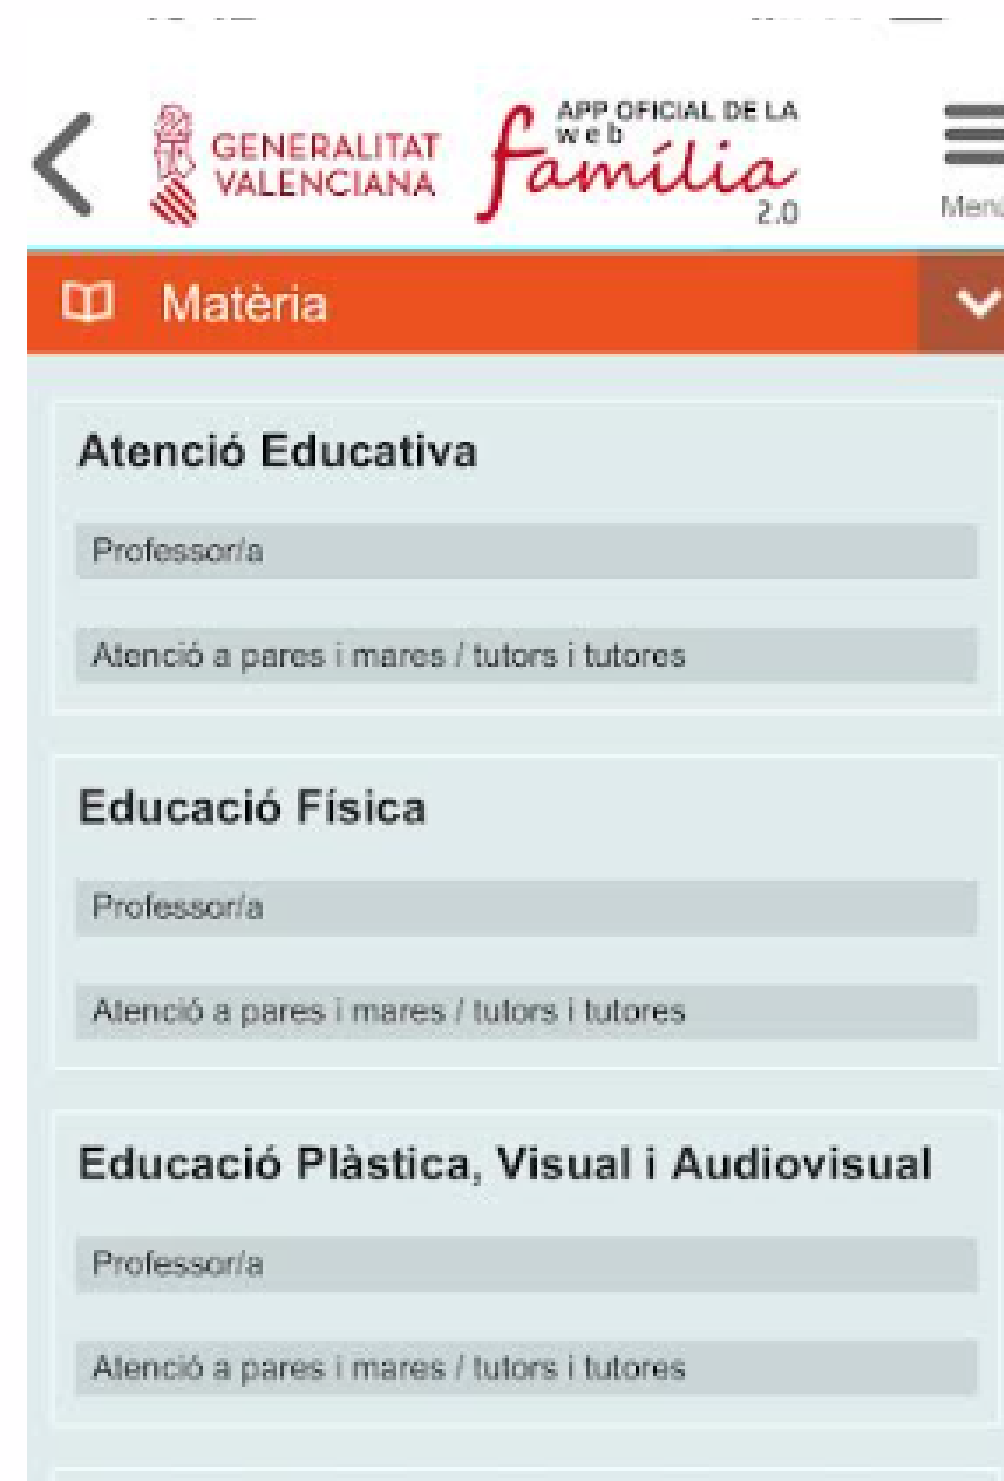 GENERALITAT
VALENCIANA
APP OFICIAL DE LA
web
família
2.0
Menú
Matèria
Atenció Educativa
Professor/a
Atenció a pares i mares / tutors i tutores
Educació Física
Professor/a
Atenció a pares i mares / tutors i tutores
Educació Plàstica, Visual i Audiovisual
Professor/a
Atenció a pares i mares / tutors i tutores